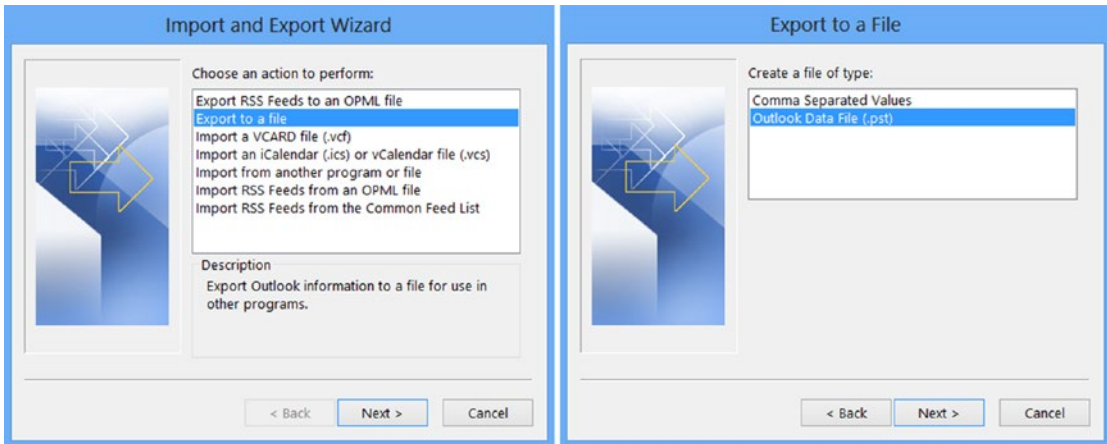 Import and Export Wizard
Choose an action to perform:
Export RSS Feeds to an OPML file
Export to a file
Import a VCARD file (.vcf)
Import an iCalendar (.ics) or vCalendar file (.vcs)
Import from another program or file
Import RSS Feeds from an OPML file
Import RSS Feeds from the Common Feed List
Description
Export Outlook information to a file for use in
other programs.
< Back Next > Cancel
Export to a File
Create a file of type:
Comma Separated Values
Outlook Data File (.pst)
< Back Next > Cancel